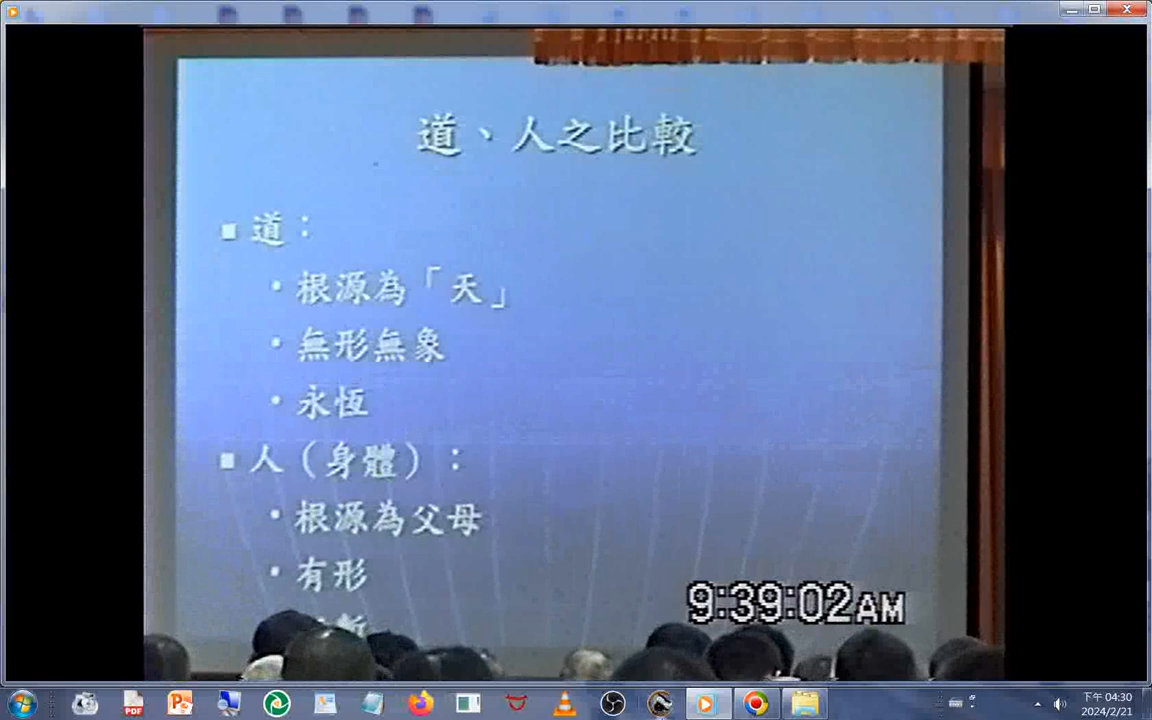 道、人之比較
道：
根源為「天」
無形無象
永恆
人（身體）：
根源為父母
有形
9:39:02AM
下午 04:30
2024/2/21